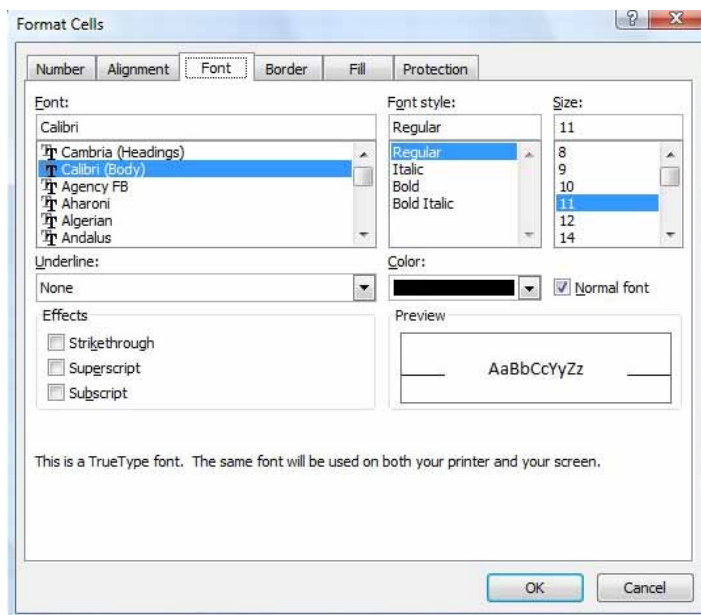 Format Cells
Number Alignment Font Border Fill Protection
Font: Font style: Size:
Calibri Regular 11
Cambria (Headings) Regular 8
Calibri (Body) Italic 9
Agency FB Bold 10
Aharoni Bold Italic 11
Algerian 12
Andalus 14
Underline: Color:
None Normal font
Effects Preview
Strikethrough
Superscript AaBbCcYyZz
Subscript
This is a TrueType font. The same font will be used on both your printer and your screen.
OK Cancel